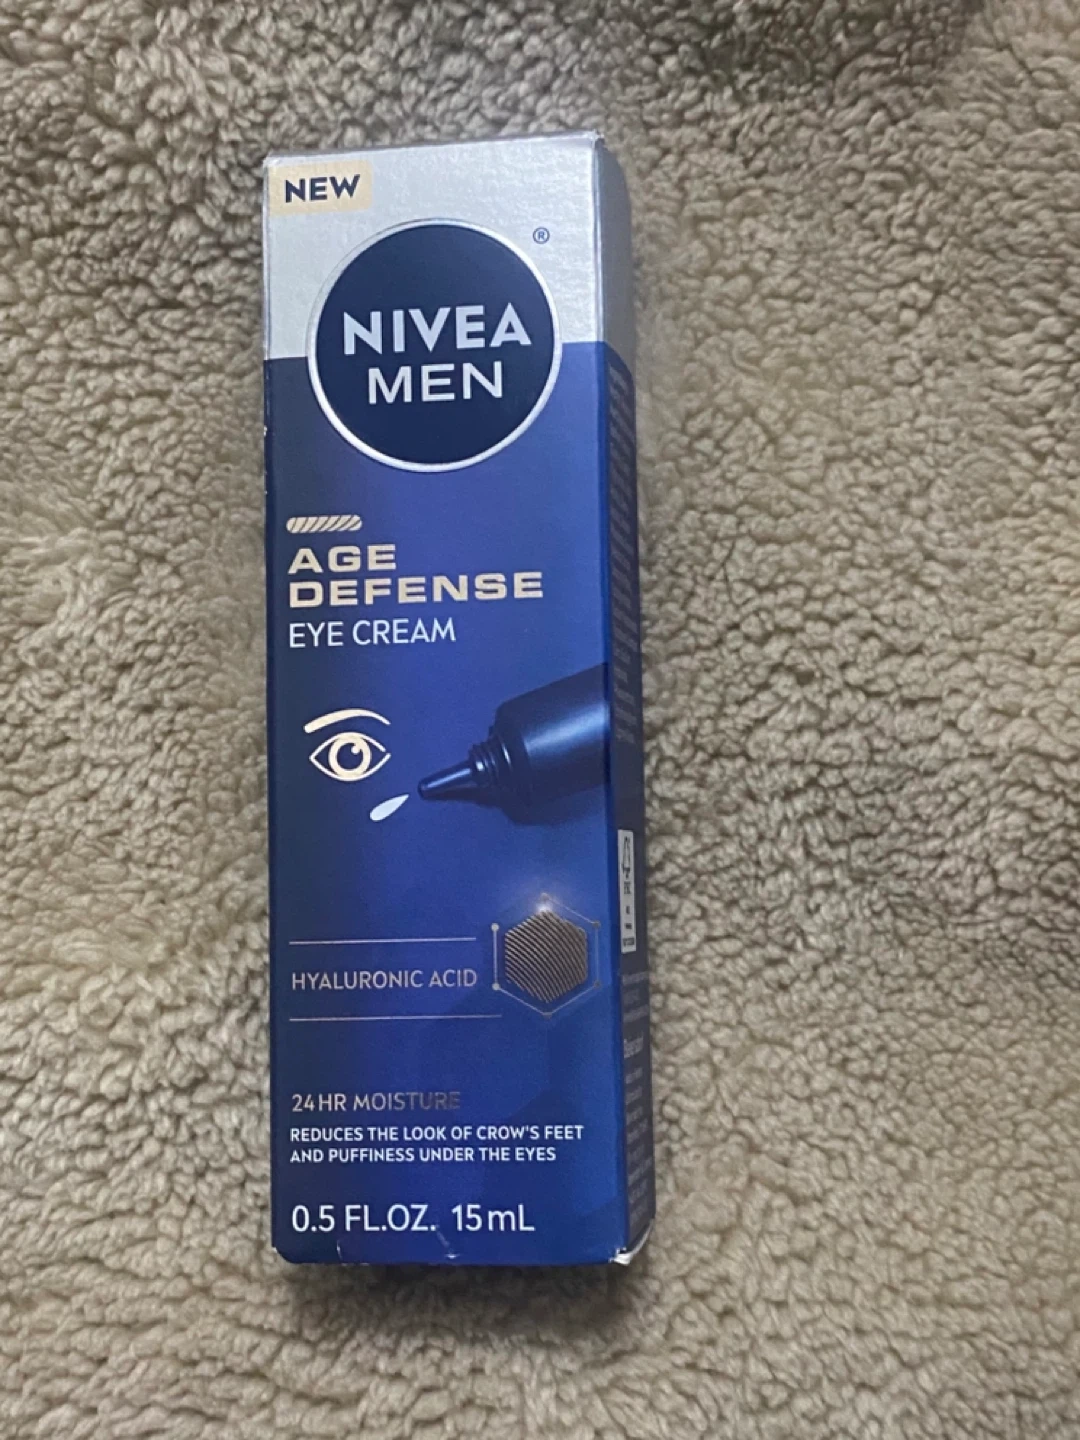 NEW
®
NIVEA
MEN
AGE
DEFENSE
EYE CREAM
HYALURONIC ACID
24HR MOISTURE
REDUCES THE LOOK OF CROW'S FEET
AND PUFFINESS UNDER THE EYES
0.5 FL.OZ. 15mL